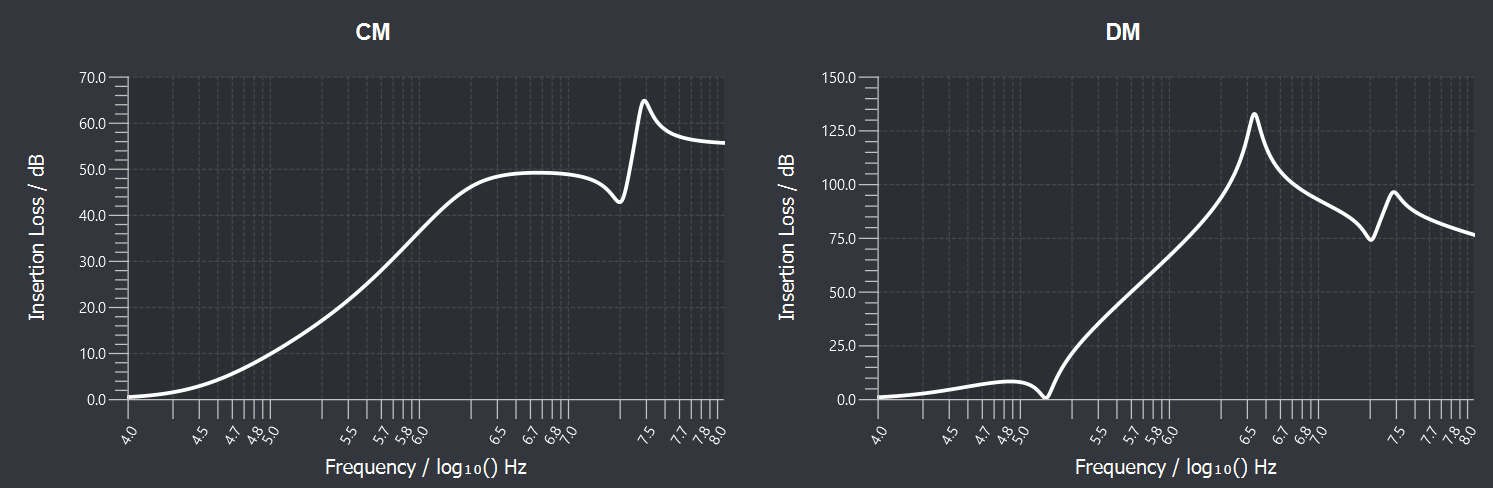 CM
70.0
60.0
50.0
40.0
30.0
20.0
10.0
0.0
Insertion Loss / dB
4.0 4.5 4.7 4.8 5.0 5.5 5.7 5.8 6.0 6.5 6.7 6.8 7.0 7.5 7.7 7.8 8.0
Frequency / log₁₀() Hz
DM
150.0
125.0
100.0
75.0
50.0
25.0
0.0
Insertion Loss / dB
4.0 4.5 4.7 4.8 5.0 5.5 5.7 5.8 6.0 6.5 6.7 6.8 7.0 7.5 7.7 7.8 8.0
Frequency / log₁₀() Hz